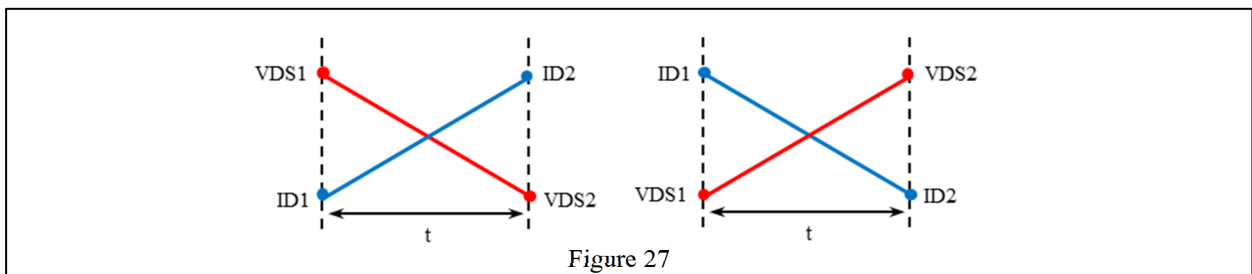 VDS1
ID2
ID1
VDS2
t
ID1
VDS2
VDS1
ID2
t
Figure 27